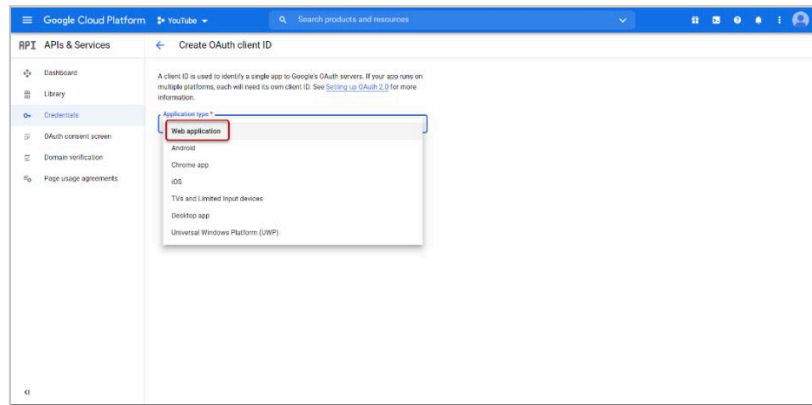 Google Cloud Platform
YouTube
Search products and resources
API APIs & Services
Create OAuth client ID
Dashboard
Library
Credentials
OAuth consent screen
Domain verification
Page usage agreements
A client ID is used to identify a single app to Google's OAuth servers. If your app runs on
multiple platforms, each will need its own client ID. See Setting up OAuth 2.0 for more
information.
Application type *
Web application
Android
Chrome app
iOS
TVs and Limited Input devices
Desktop app
Universal Windows Platform (UWP)